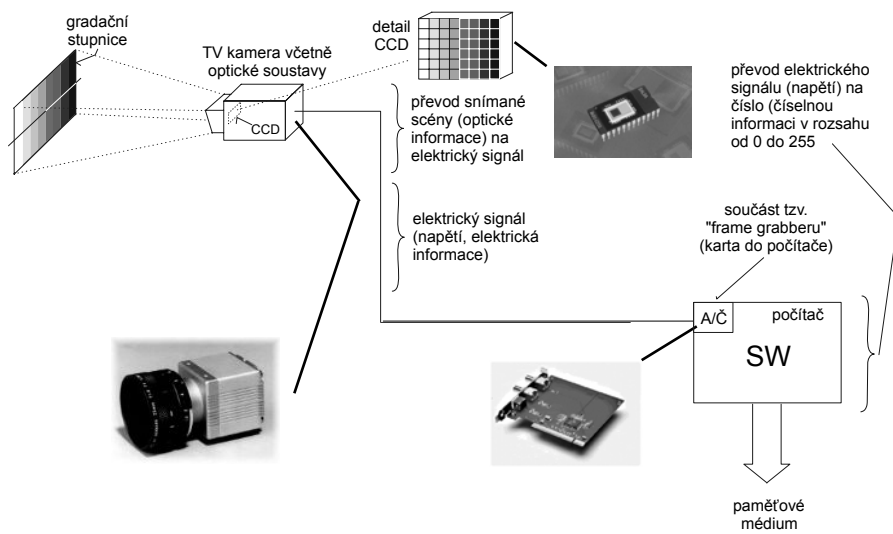 gradační
stupnice
TV kamera včetně
optické soustavy
CCD
detail
CCD
převod snímané
scény (optické
informace) na
elektrický signál
elektrický signál
(napětí, elektrická
informace)
převod elektrického
signálu (napětí) na
číslo (číselnou
informaci v rozsahu
od 0 do 255
součást tzv.
"frame grabberu"
(karta do počítače)
A/Č
počítač
SW
paměťové
médium